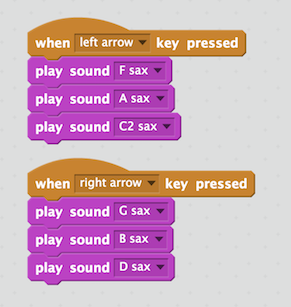 when left arrow key pressed
play sound F sax
play sound A sax
play sound C2 sax
when right arrow key pressed
play sound G sax
play sound B sax
play sound D sax